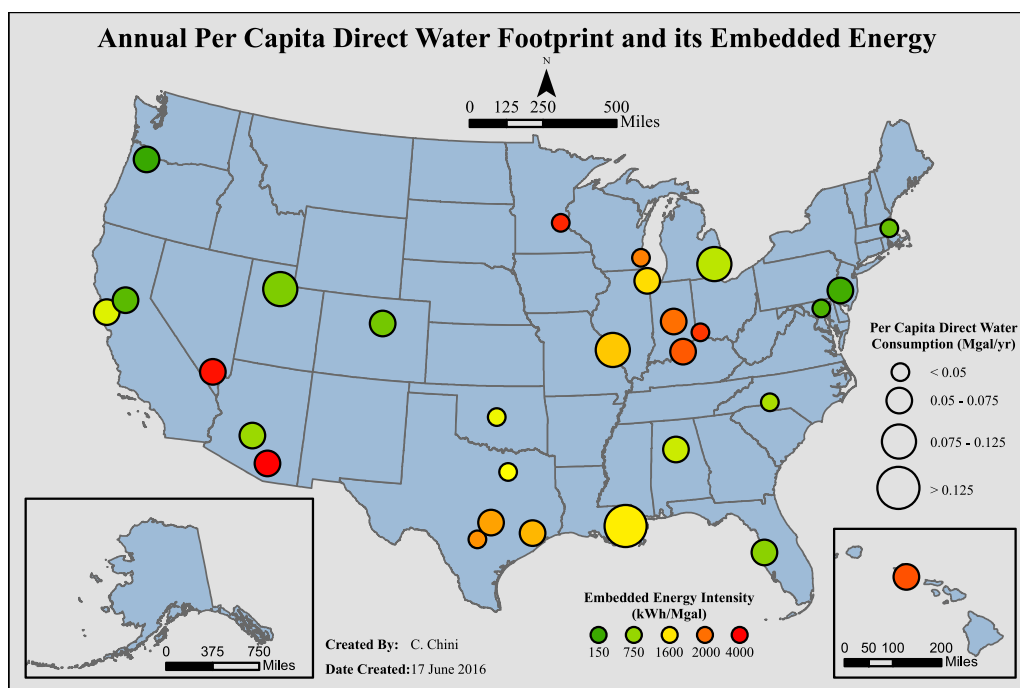 Annual Per Capita Direct Water Footprint and its Embedded Energy
N
0 125 250 500
Miles
Per Capita Direct Water
Consumption (Mgal/yr)
< 0.05
0.05 - 0.075
0.075 - 0.125
> 0.125
Embedded Energy Intensity
(kWh/Mgal)
150 750 1600 2000 4000
Created By: C. Chini
Date Created:17 June 2016
0 375 750
Miles
0 50 100 200
Miles